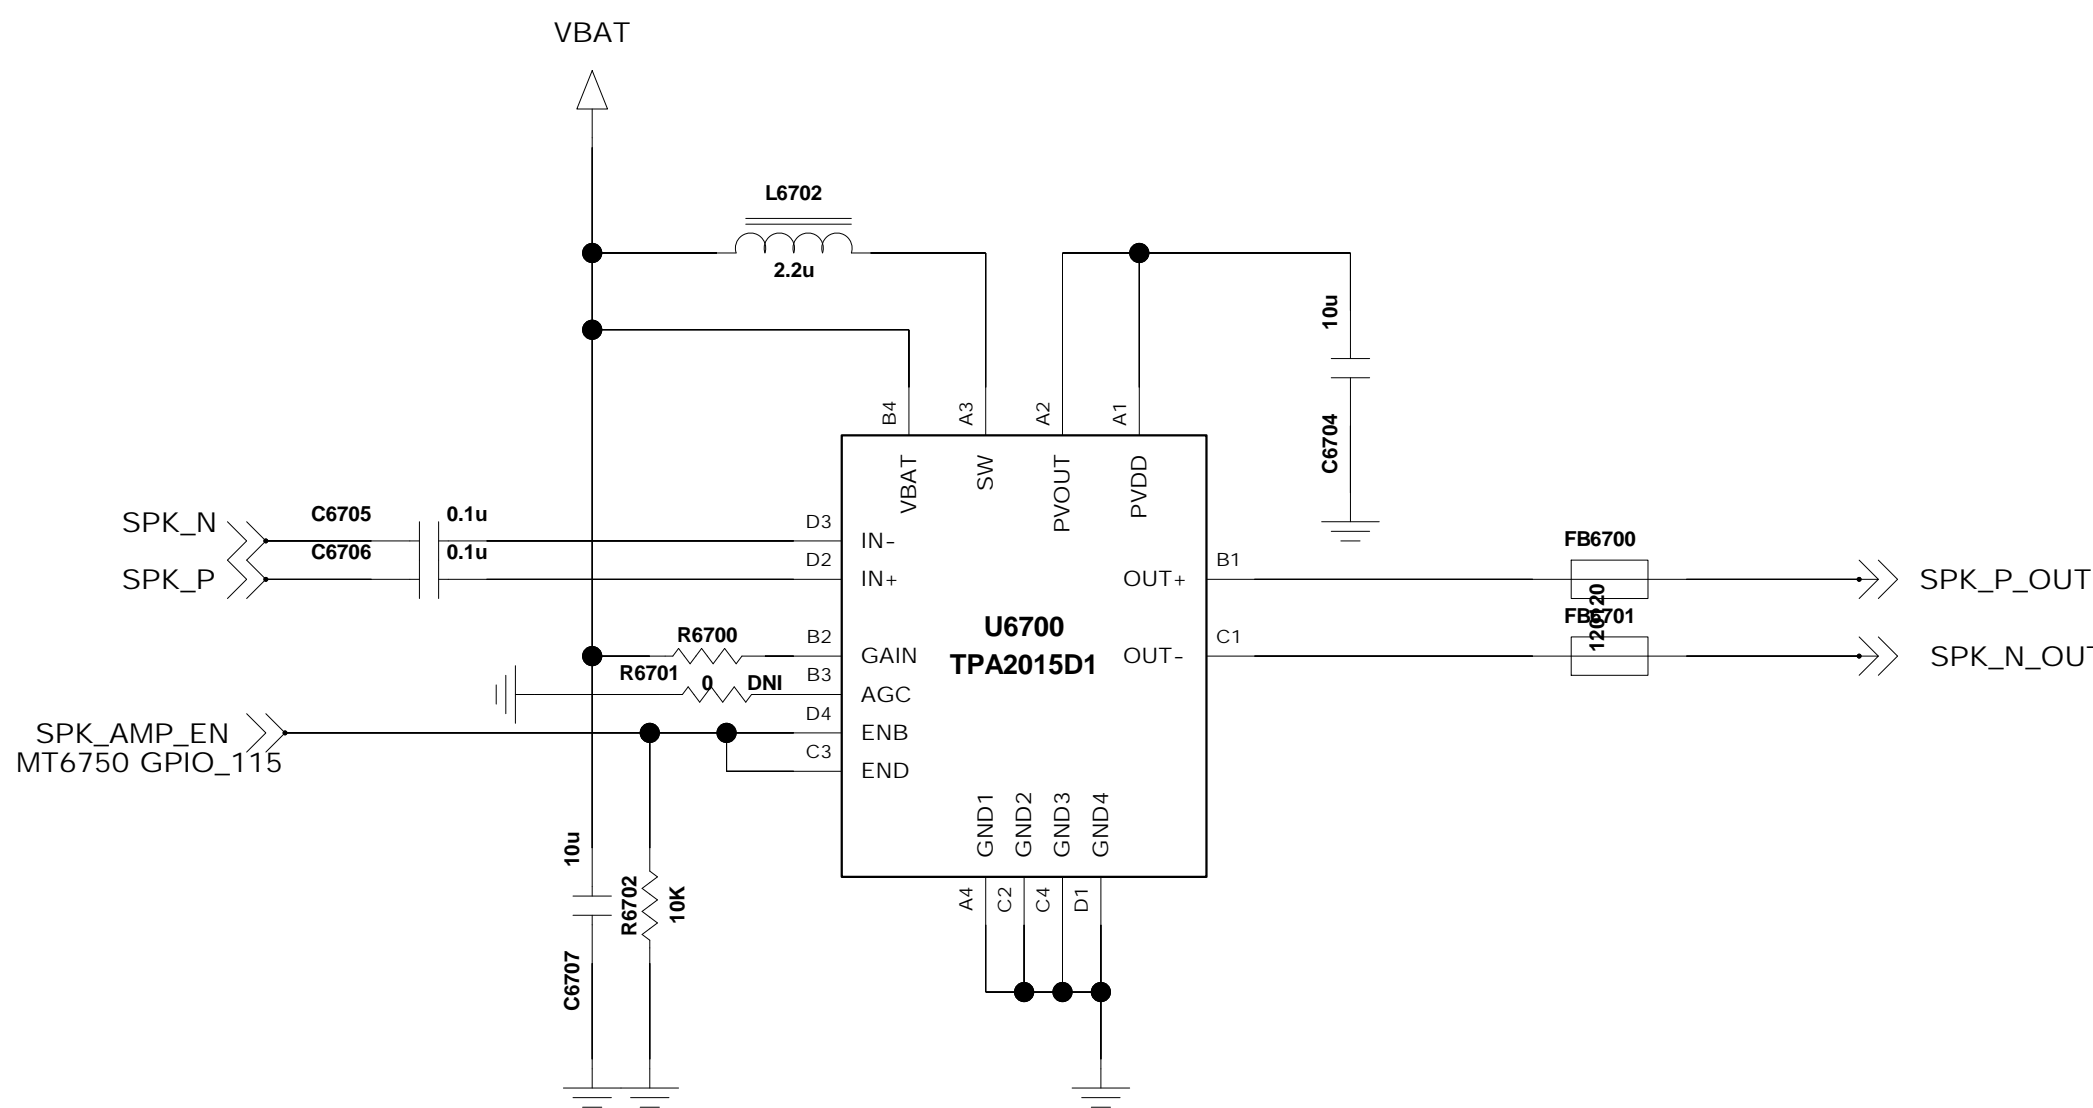 VBAT
L6702
2.2u
10u
C6704
B4
A3
A2
A1
VBAT
SW
PVOUT
PVDD
SPK_N
C6705
0.1u
D3
IN-
SPK_P
C6706
0.1u
D2
IN+
B1
OUT+
FB6700
SPK_P_OUT
120
U6700
TPA2015D1
R6700
B2
GAIN
C1
OUT-
FB6701
120
SPK_N_OUT
R6701
0
DNI
B3
AGC
SPK_AMP_EN
MT6750 GPIO_115
D4
ENB
C3
END
GND1
GND2
GND3
GND4
A4
C2
C4
D1
10u
C6707
R6702
10K